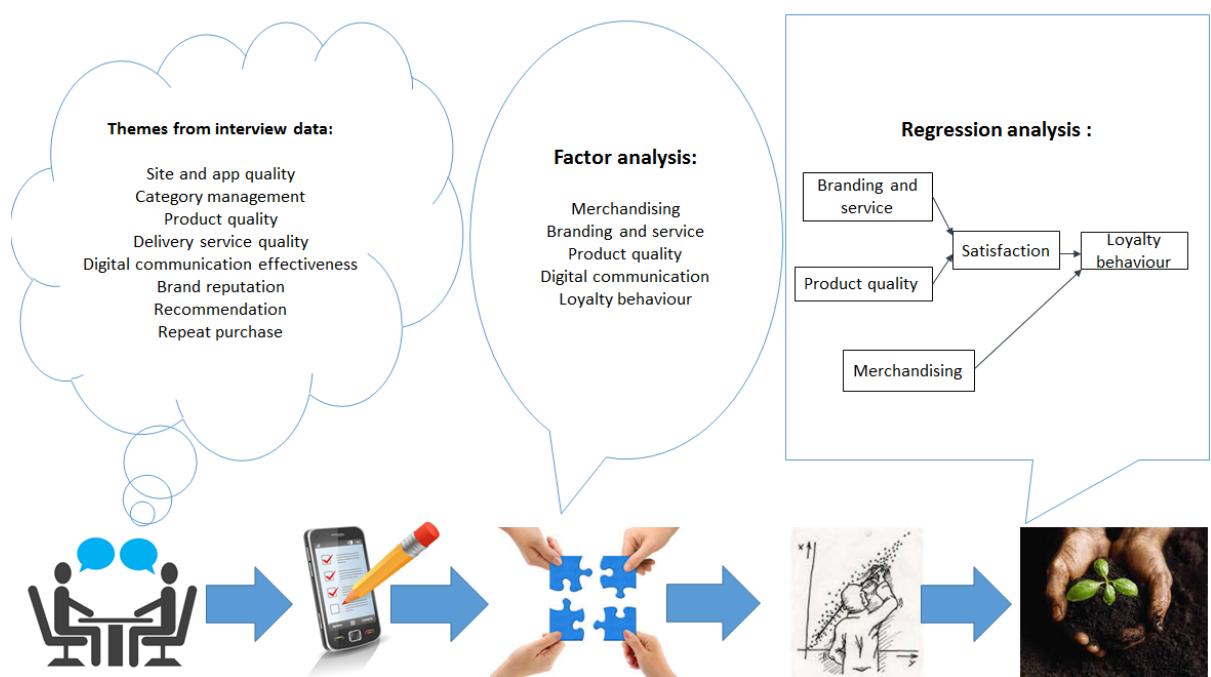 Themes from interview data:
Site and app quality
Category management
Product quality
Delivery service quality
Digital communication effectiveness
Brand reputation
Recommendation
Repeat purchase
Factor analysis:
Merchandising
Branding and service
Product quality
Digital communication
Loyalty behaviour
Regression analysis :
Branding and
service
Product quality
Satisfaction
Loyalty
behaviour
Merchandising
x
y